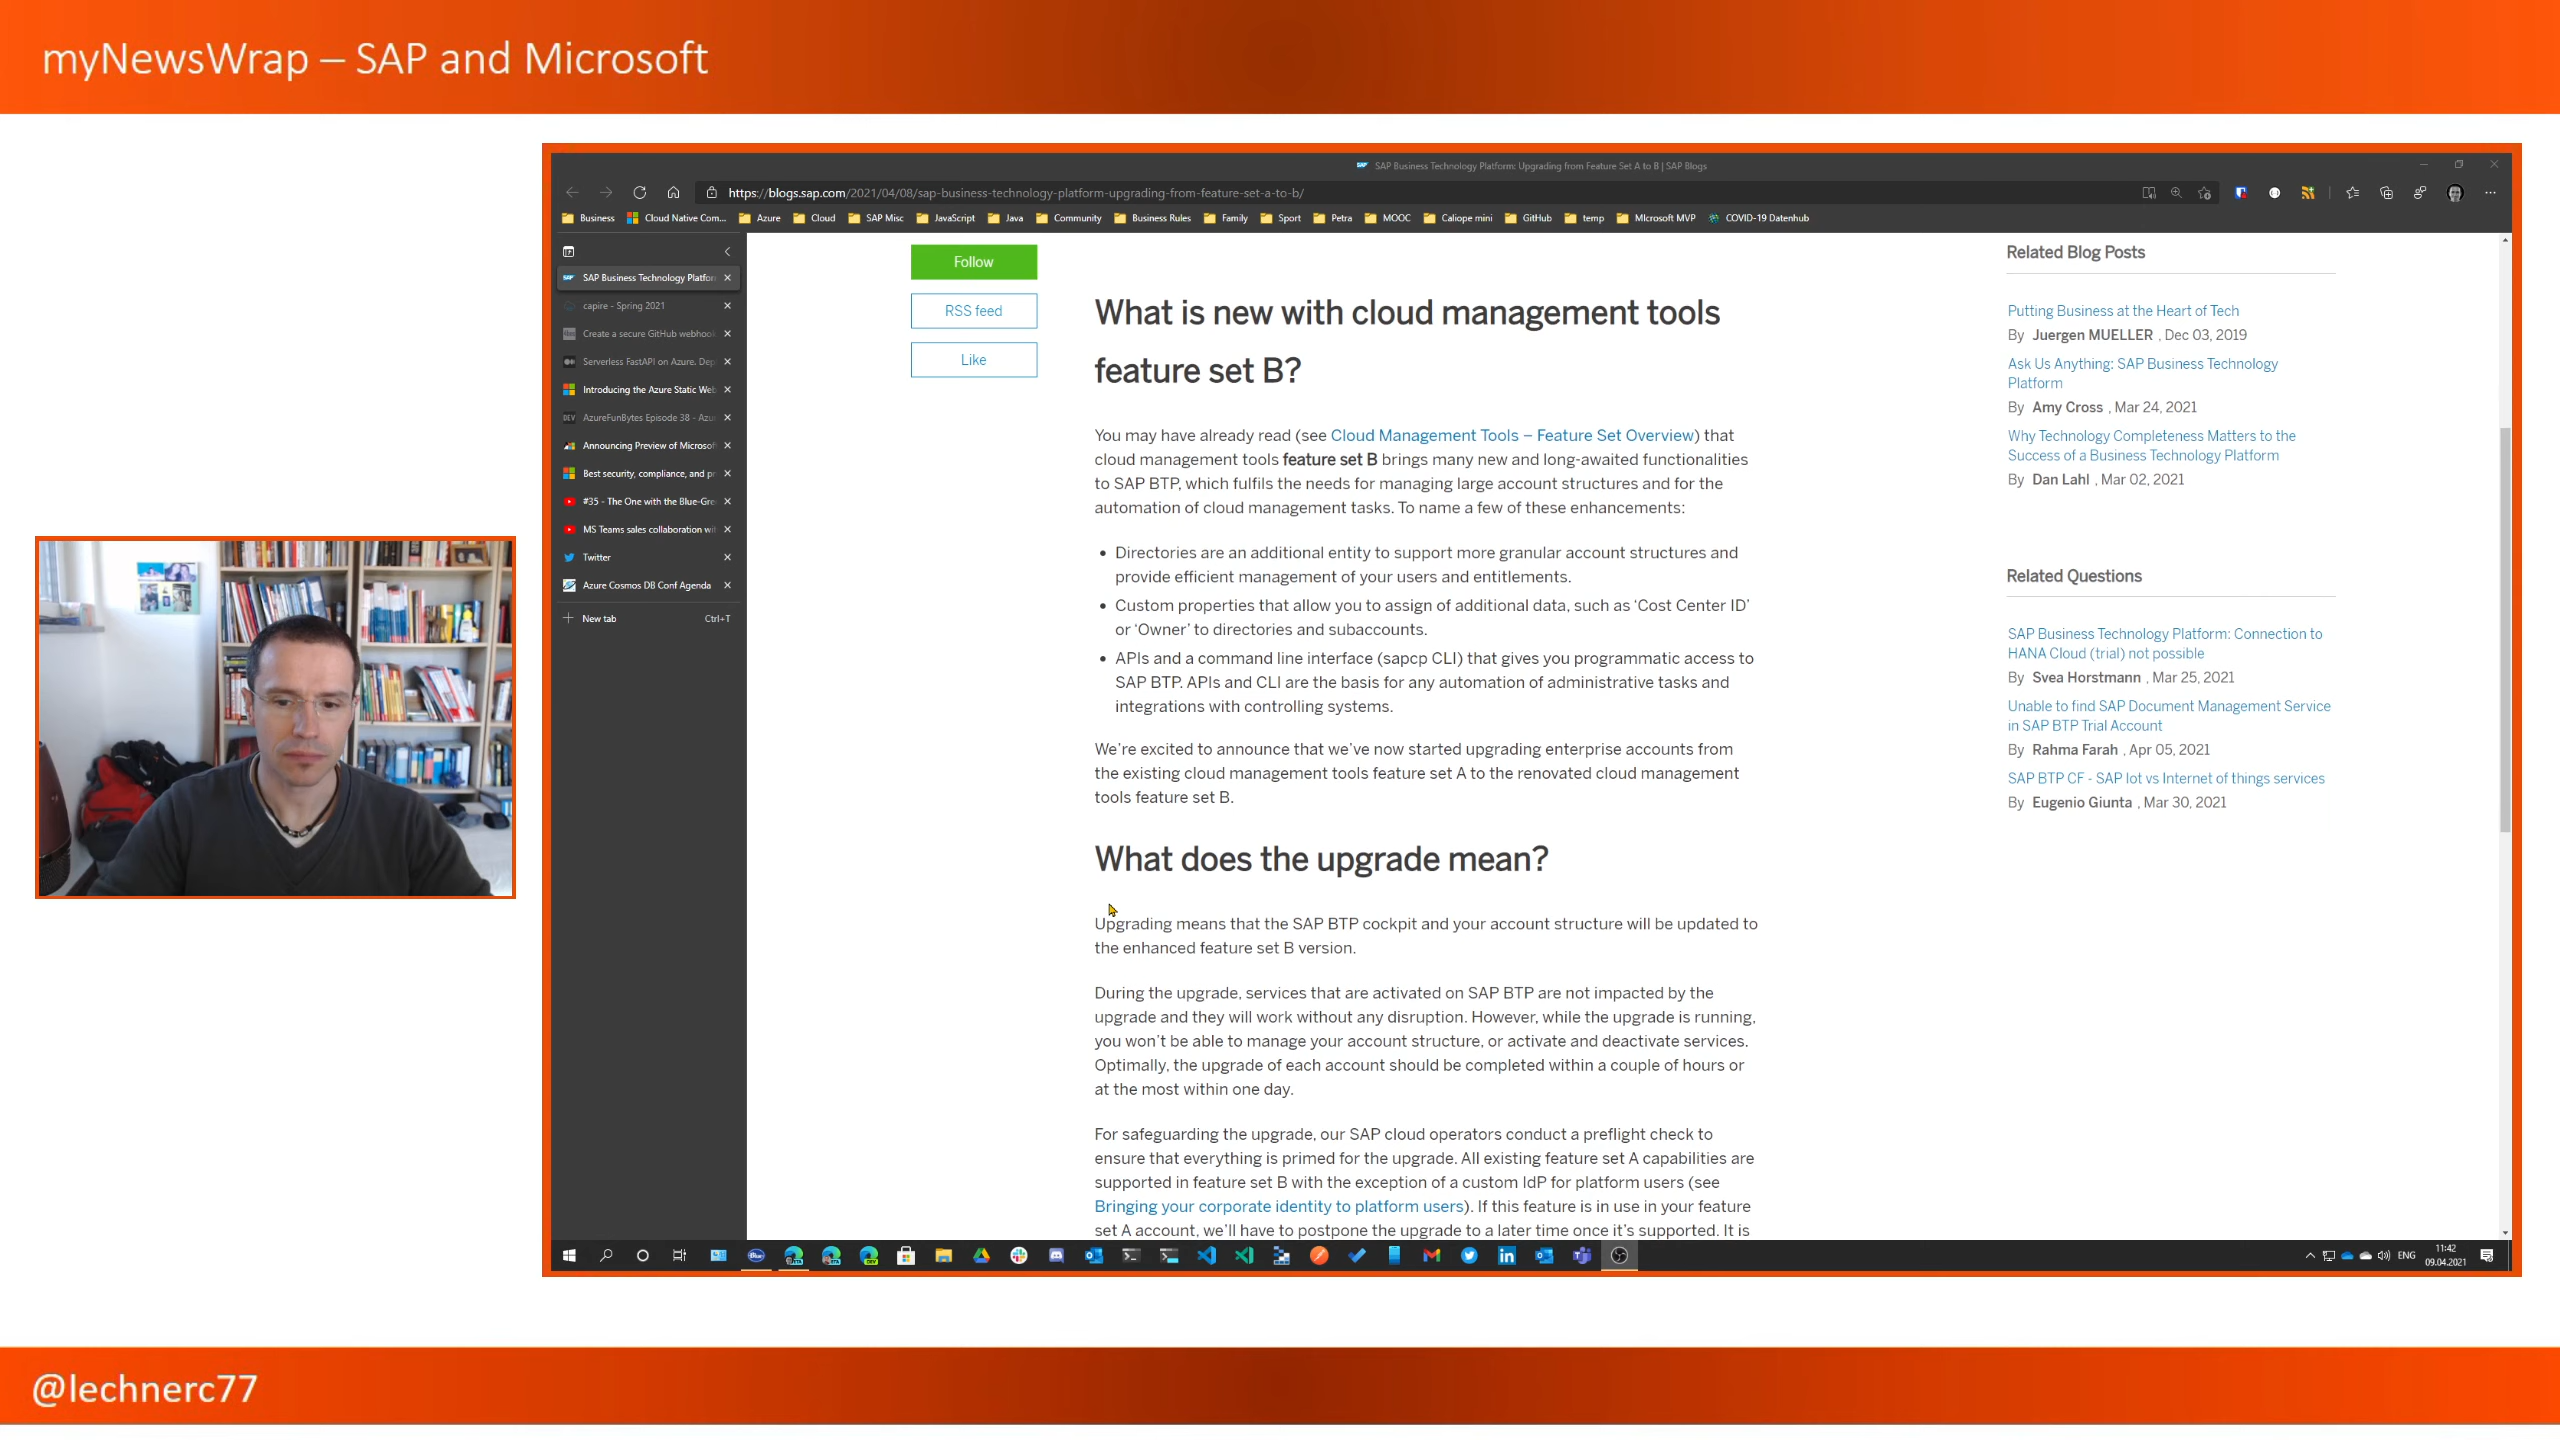 myNewsWrap – SAP and Microsoft
SAP Business Technology Platform: Upgrading from Feature Set A to B | SAP Blogs
https://blogs.sap.com/2021/04/08/sap-business-technology-platform-upgrading-from-feature-set-a-to-b/
Business Cloud Native Com... Azure Cloud SAP Misc JavaScript Java Community Business Rules Family Sport Petra MOOC Caliope mini GitHub temp MIcrosoft MVP COVID-19 Datenhub
SAP Business Technology Platfor
capire - Spring 2021
Create a secure GitHub webhoo
Serverless FastAPI on Azure. Dep
Introducing the Azure Static Web
AzureFunBytes Episode 38 - Azu
Announcing Preview of Microsof
Best security, compliance, and pr
#35 - The One with the Blue-Gre
MS Teams sales collaboration wit
Twitter
Azure Cosmos DB Conf Agenda
New tab Ctrl+T
Follow
RSS feed
Like
What is new with cloud management tools
feature set B?
You may have already read (see Cloud Management Tools – Feature Set Overview) that
cloud management tools feature set B brings many new and long-awaited functionalities
to SAP BTP, which fulfils the needs for managing large account structures and for the
automation of cloud management tasks. To name a few of these enhancements:
• Directories are an additional entity to support more granular account structures and
provide efficient management of your users and entitlements.
• Custom properties that allow you to assign of additional data, such as ‘Cost Center ID’
or ‘Owner’ to directories and subaccounts.
• APIs and a command line interface (sapcp CLI) that gives you programmatic access to
SAP BTP. APIs and CLI are the basis for any automation of administrative tasks and
integrations with controlling systems.
We’re excited to announce that we’ve now started upgrading enterprise accounts from
the existing cloud management tools feature set A to the renovated cloud management
tools feature set B.
What does the upgrade mean?
Upgrading means that the SAP BTP cockpit and your account structure will be updated to
the enhanced feature set B version.
During the upgrade, services that are activated on SAP BTP are not impacted by the
upgrade and they will work without any disruption. However, while the upgrade is running,
you won’t be able to manage your account structure, or activate and deactivate services.
Optimally, the upgrade of each account should be completed within a couple of hours or
at the most within one day.
For safeguarding the upgrade, our SAP cloud operators conduct a preflight check to
ensure that everything is primed for the upgrade. All existing feature set A capabilities are
supported in feature set B with the exception of a custom IdP for platform users (see
Bringing your corporate identity to platform users). If this feature is in use in your feature
set A account, we’ll have to postpone the upgrade to a later time once it’s supported. It is
Related Blog Posts
Putting Business at the Heart of Tech
By Juergen MUELLER , Dec 03, 2019
Ask Us Anything: SAP Business Technology
Platform
By Amy Cross , Mar 24, 2021
Why Technology Completeness Matters to the
Success of a Business Technology Platform
By Dan Lahl , Mar 02, 2021
Related Questions
SAP Business Technology Platform: Connection to
HANA Cloud (trial) not possible
By Svea Horstmann , Mar 25, 2021
Unable to find SAP Document Management Service
in SAP BTP Trial Account
By Rahma Farah , Apr 05, 2021
SAP BTP CF - SAP Iot vs Internet of things services
By Eugenio Giunta , Mar 30, 2021
ENG
11:42
09.04.2021
@lechnerc77